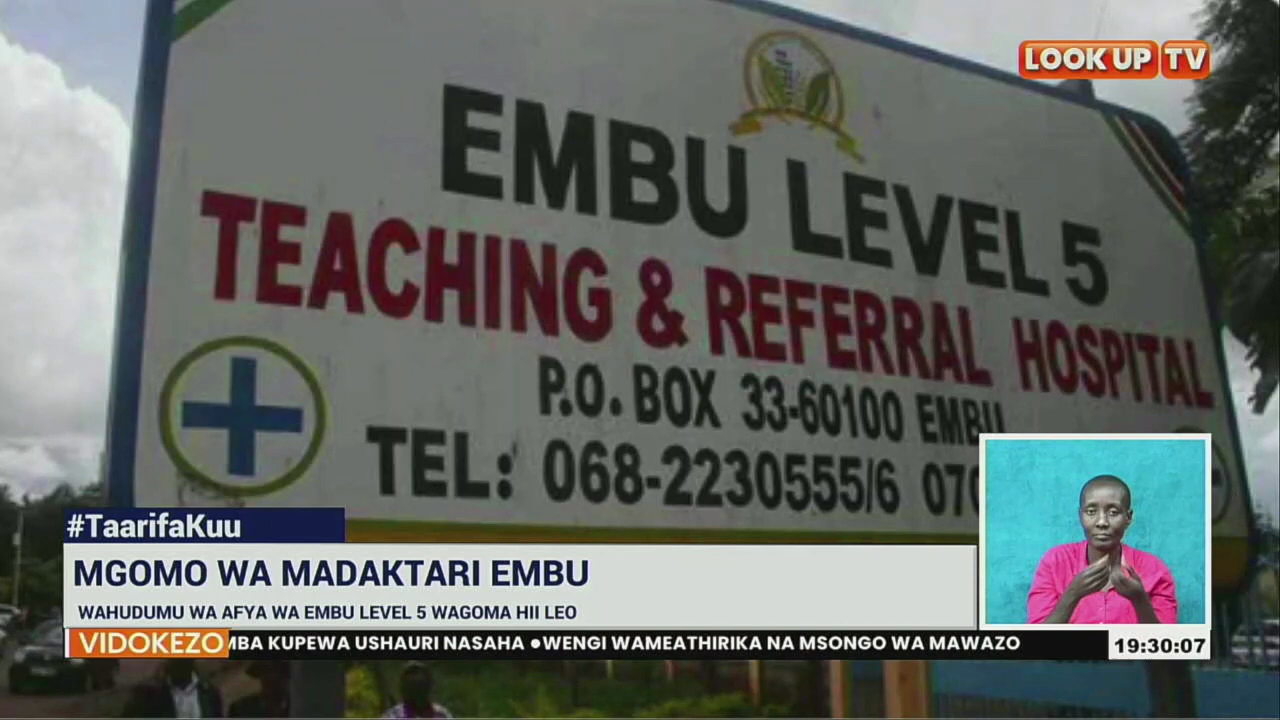 LOOK UP TV
EMBU LEVEL 5
TEACHING & REFERRAL HOSPITAL
P.O. BOX 33-60100 EMBU
TEL: 068-2230555/6
#TaarifaKuu
MGOMO WA MADAKTARI EMBU
WAHUDUMU WA AFYA WA EMBU LEVEL 5 WAGOMA HII LEO
VIDOKEZO
KUPEWA USHAURI NASAHA ●WENGI WAMEATHIRIKA NA MSONGO WA MAWAZO
19:30:07